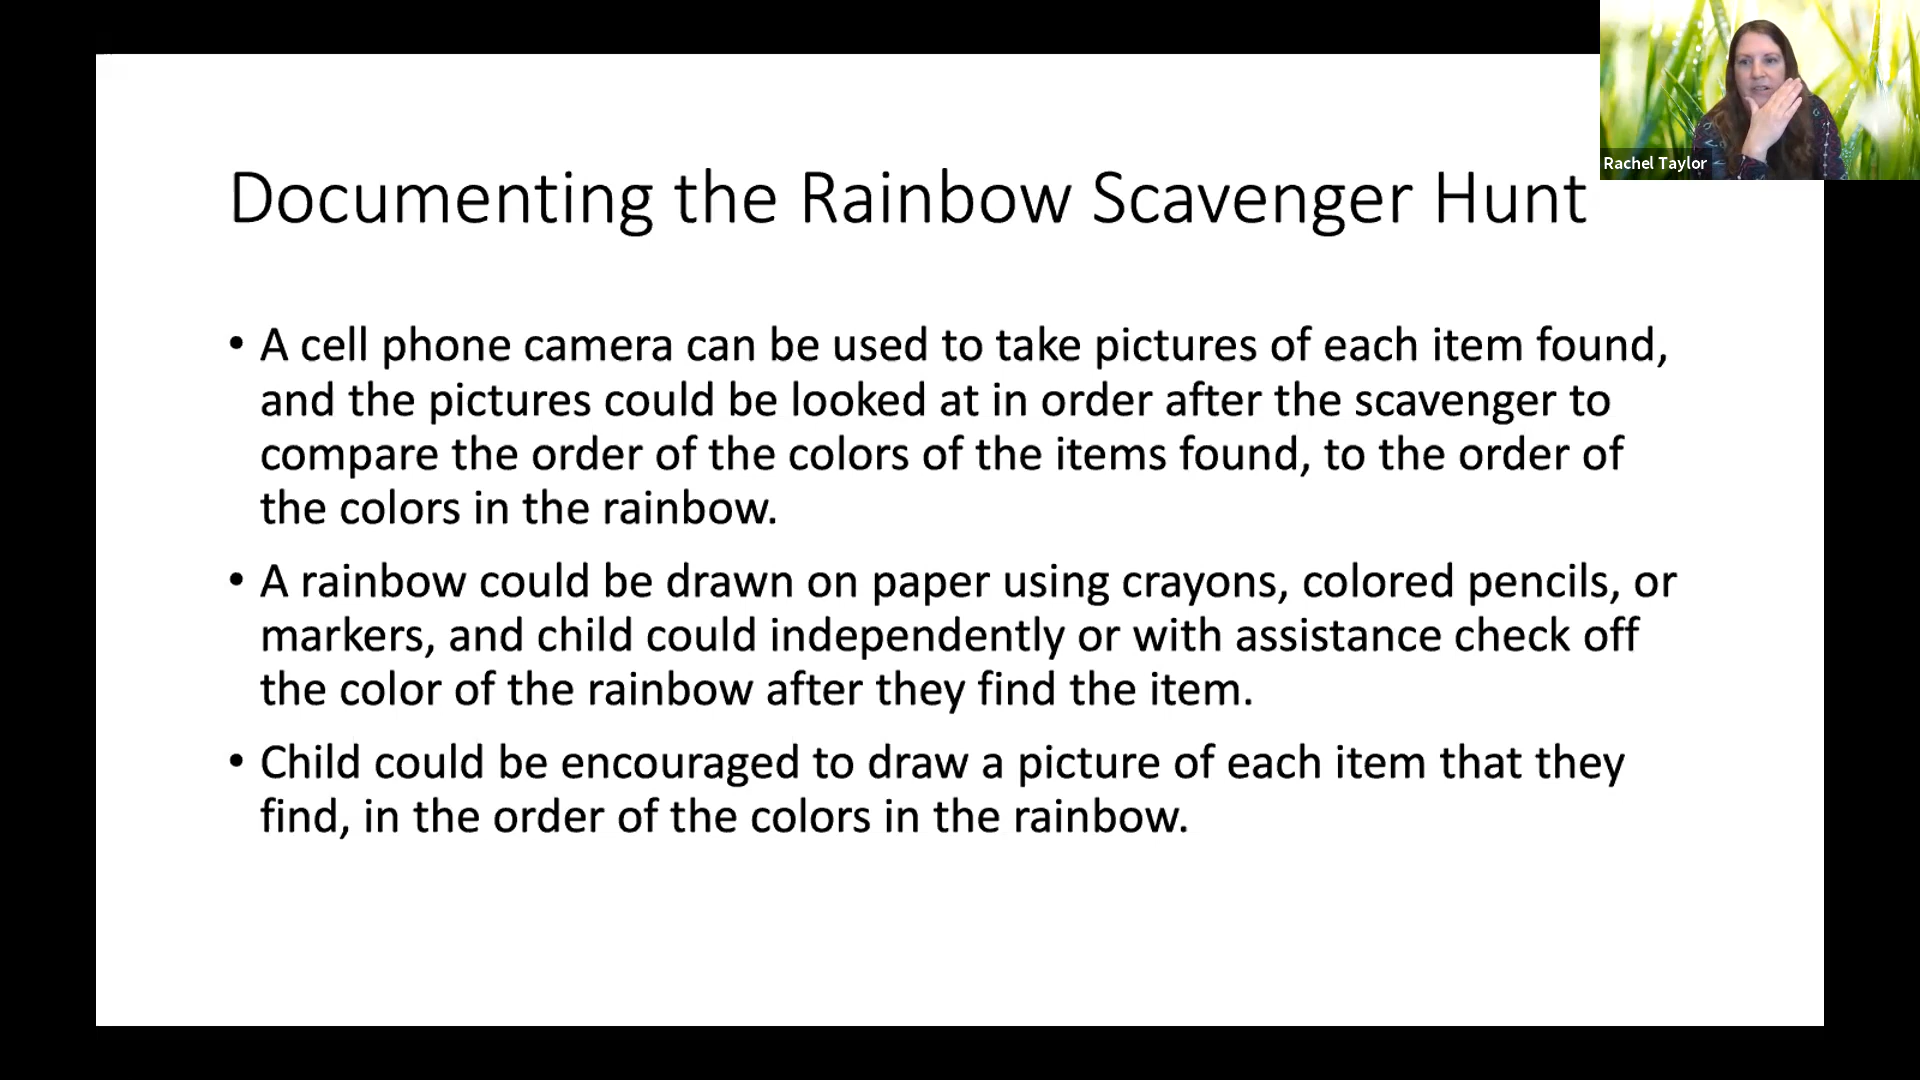 Rachel Taylor
Documenting the Rainbow Scavenger Hunt
• A cell phone camera can be used to take pictures of each item found,
and the pictures could be looked at in order after the scavenger to
compare the order of the colors of the items found, to the order of
the colors in the rainbow.
• A rainbow could be drawn on paper using crayons, colored pencils, or
markers, and child could independently or with assistance check off
the color of the rainbow after they find the item.
• Child could be encouraged to draw a picture of each item that they
find, in the order of the colors in the rainbow.